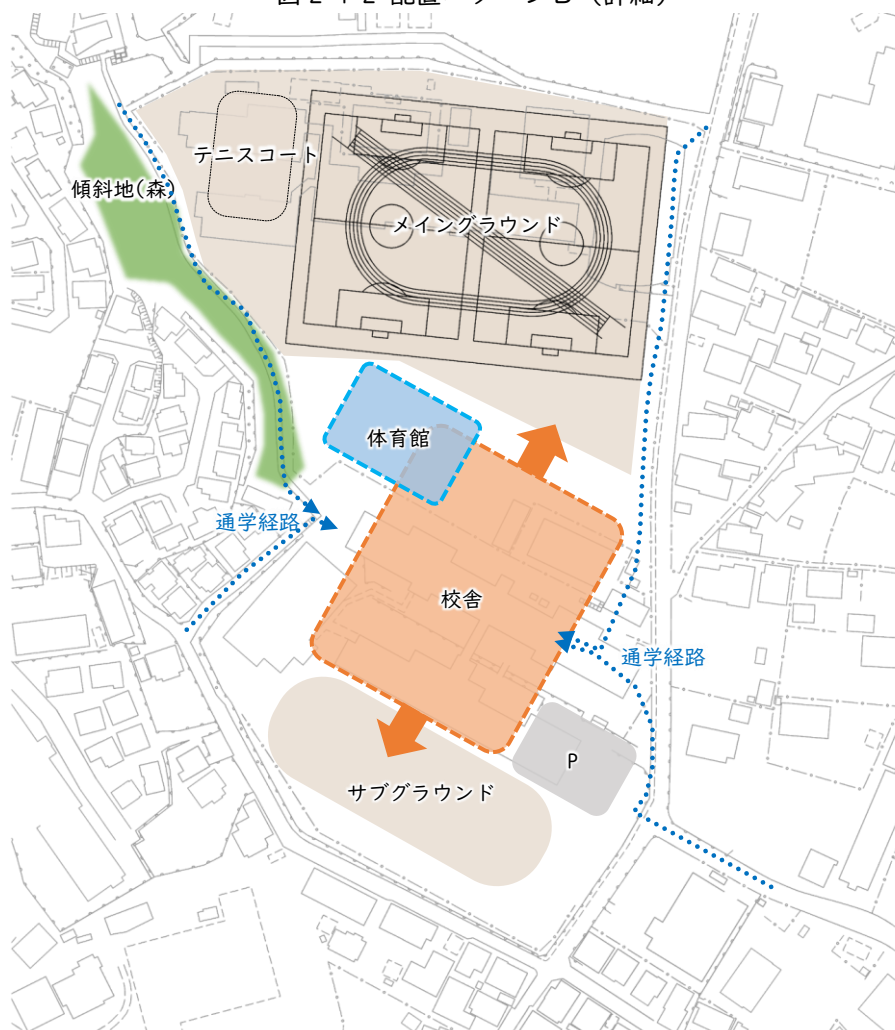 テニスコート
傾斜地(森)
メイングラウンド
体育館
通学経路
校舎
通学経路
P
サブグラウンド